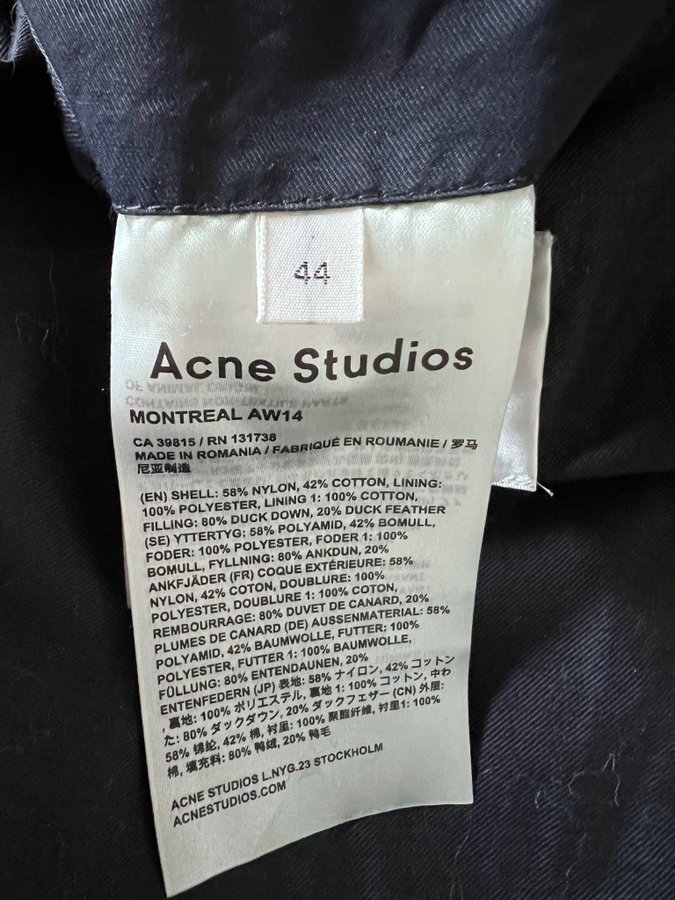 44
Acne Studios
MONTREAL AW14
CA 39815 / RN 131738
MADE IN ROMANIA / FABRIQUÉ EN ROUMANIE / 罗马
尼亚制造
(EN) SHELL: 58% NYLON, 42% COTTON, LINING:
100% POLYESTER, LINING 1: 100% COTTON,
FILLING: 80% DUCK DOWN, 20% DUCK FEATHER
(SE) YTTERTYG: 58% POLYAMID, 42% BOMULL,
FODER: 100% POLYESTER, FODER 1: 100%
BOMULL, FYLLNING: 80% ANKDUN, 20%
ANKFJÄDER (FR) COQUE EXTÉRIEURE: 58%
NYLON, 42% COTON, DOUBLURE: 100%
POLYESTER, DOUBLURE 1: 100% COTON,
REMBOURRAGE: 80% DUVET DE CANARD, 20%
PLUMES DE CANARD (DE) AUSSENMATERIAL: 58%
POLYAMID, 42% BAUMWOLLE, FUTTER: 100%
POLYESTER, FUTTER 1: 100% BAUMWOLLE,
FÜLLUNG: 80% ENTENDAUNEN, 20%
ENTENFEDERN (JP) 表地: 58% ナイロン, 42% コットン
, 裏地: 100% ポリエステル, 裏地 1: 100% コットン, 中わ
た: 80% ダックダウン, 20% ダックフェザー (CN) 外层:
58% 锦纶, 42% 棉, 衬里: 100% 聚酯纤维, 衬里1: 100%
棉, 填充料: 80% 鸭绒, 20% 鸭毛
ACNE STUDIOS L.NYG.23 STOCKHOLM
ACNESTUDIOS.COM